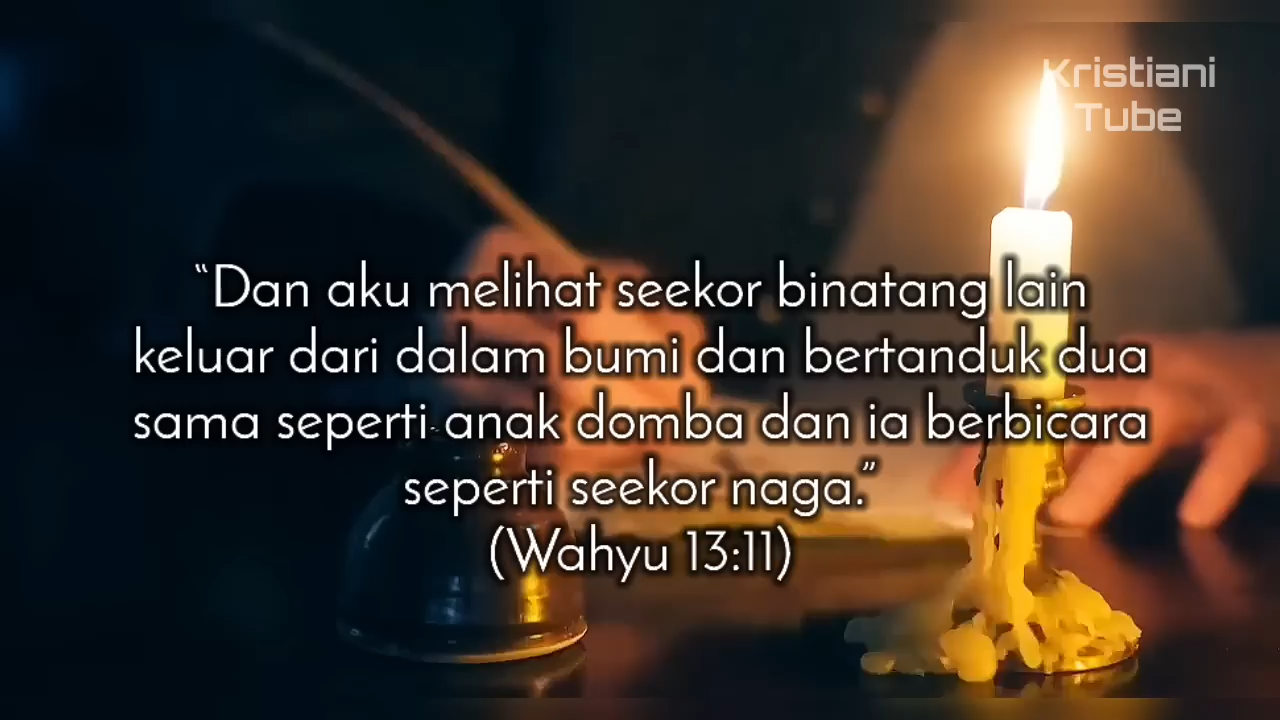 Kristiani
Tube
“Dan aku melihat seekor binatang lain
keluar dari dalam bumi dan bertanduk dua
sama seperti anak domba dan ia berbicara
seperti seekor naga.”
(Wahyu 13:11)